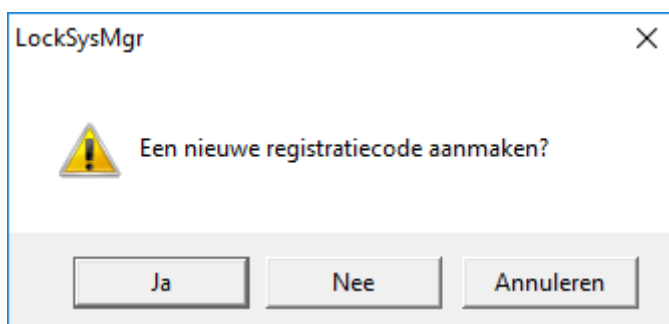 LockSysMgr
Een nieuwe registratiecode aanmaken?
Ja
Nee
Annuleren